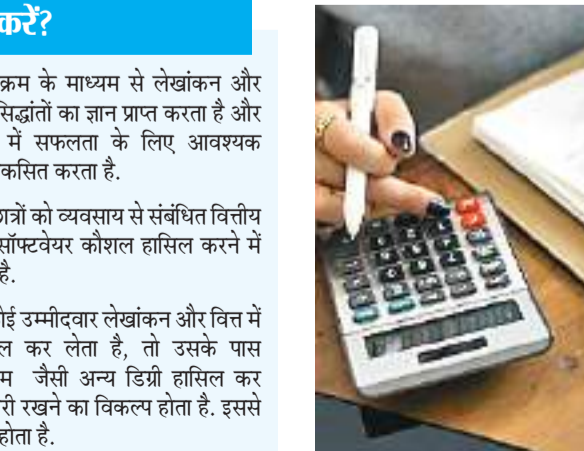 करें?
क्रम के माध्यम से लेखांकन और
सिद्धांतों का ज्ञान प्राप्त करता है और
में सफलता के लिए आवश्यक
कसित करता है.
ात्रों को व्यवसाय से संबंधित वित्तीय
सॉफ्टवेयर कौशल हासिल करने में
है.
ोई उम्मीदवार लेखांकन और वित्त में
ल कर लेता है, तो उसके पास
म जैसी अन्य डिग्री हासिल कर
री रखने का विकल्प होता है. इससे
होता है.